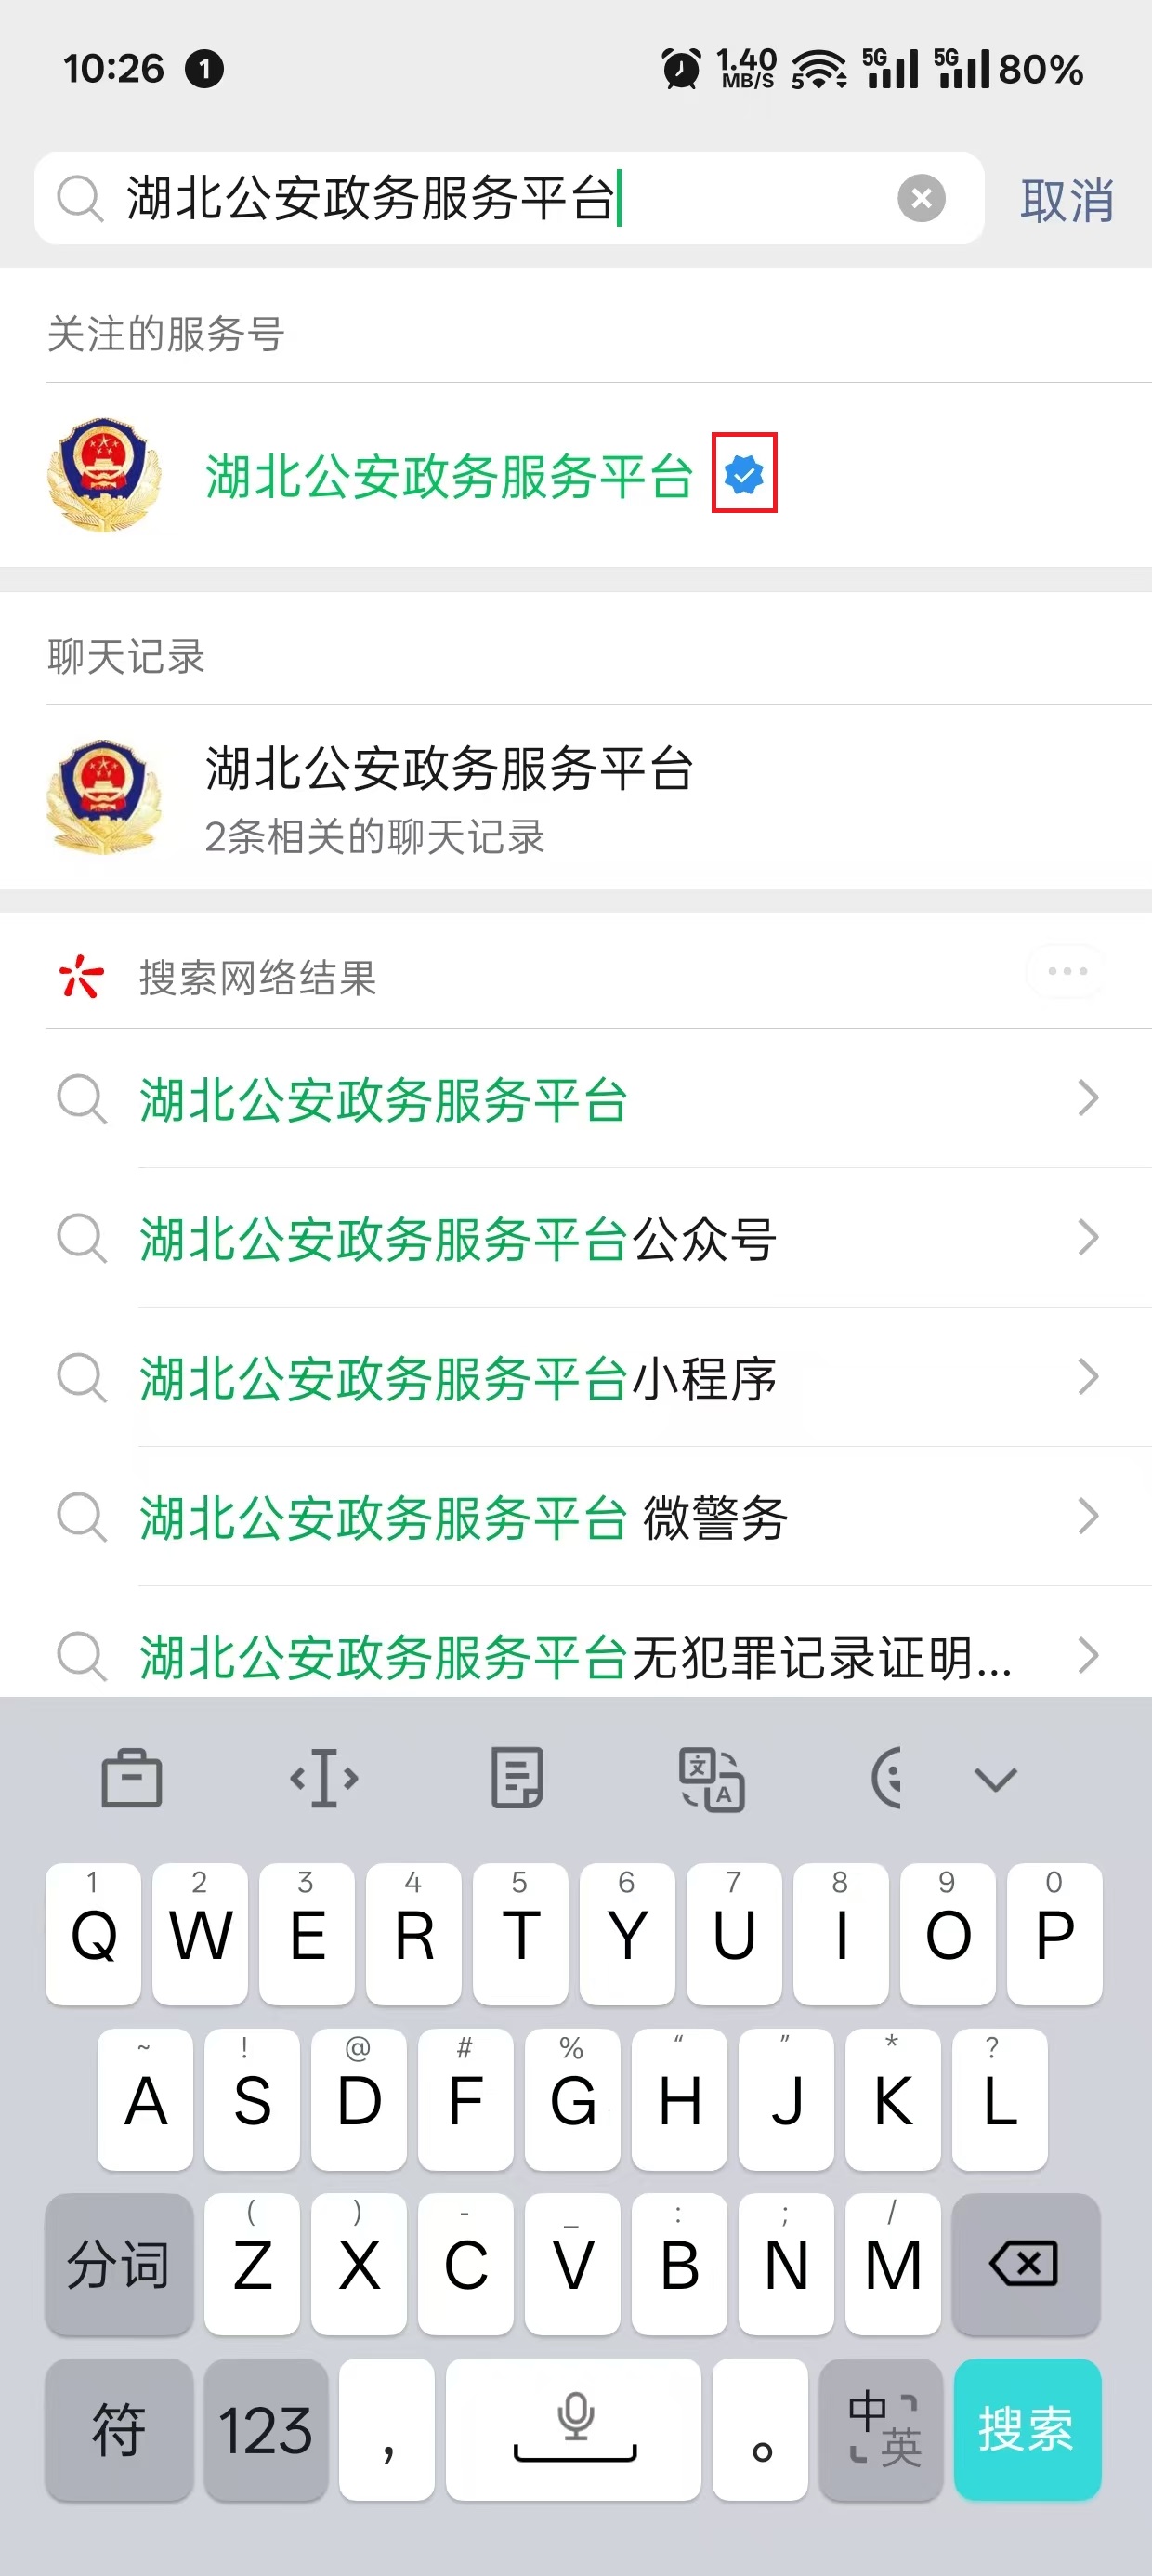 10:26 1 1.40 MB/S 5 5G 5G 80%
湖北公安政务服务平台 取消
关注的服务号
湖北公安政务服务平台
聊天记录
湖北公安政务服务平台
2条相关的聊天记录
搜索网络结果
湖北公安政务服务平台
湖北公安政务服务平台公众号
湖北公安政务服务平台小程序
湖北公安政务服务平台 微警务
湖北公安政务服务平台无犯罪记录证明...
文 A
1 2 3 4 5 6 7 8 9 0
Q W E R T Y U I O P
~ ! @ # % “ ” * ?
A S D F G H J K L
( ) - _ : ; /
分词 Z X C V B N M
符 123 , 。 中 英 搜索